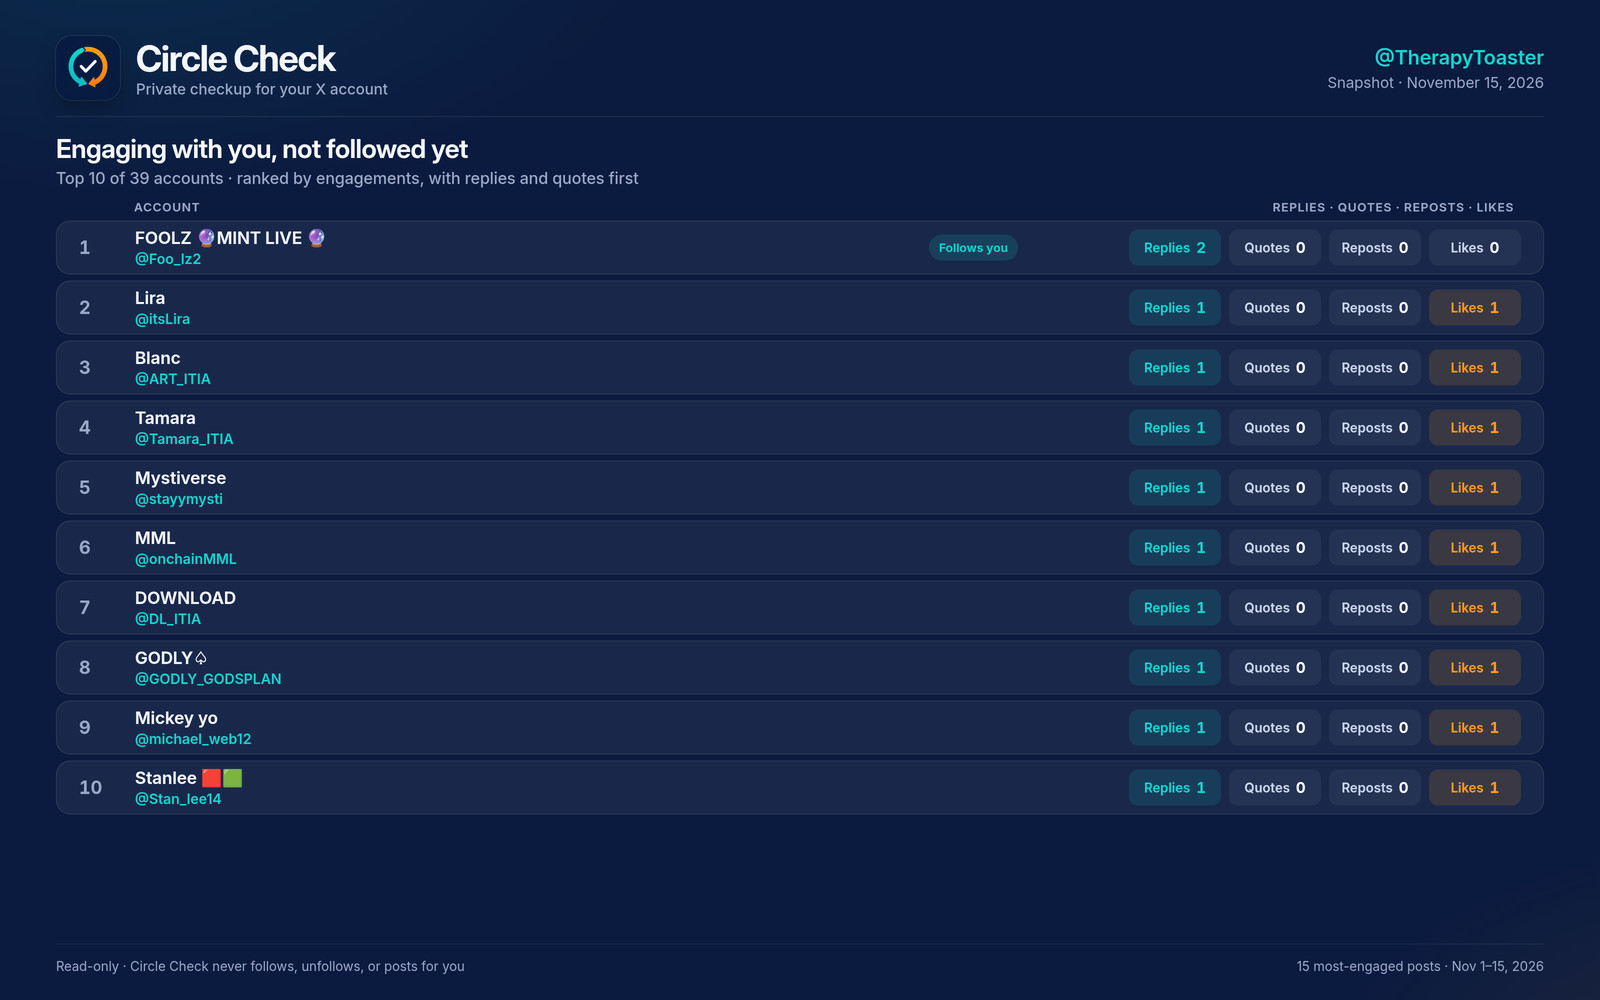 Circle Check
Private checkup for your X account
@TherapyToaster
Snapshot · November 15, 2026
Engaging with you, not followed yet
Top 10 of 39 accounts · ranked by engagements, with replies and quotes first
ACCOUNT REPLIES · QUOTES · REPOSTS · LIKES
1 FOOLZ 🔮MINT LIVE 🔮 Follows you Replies 2 Quotes 0 Reposts 0 Likes 0
@Foo_lz2
2 Lira Replies 1 Quotes 0 Reposts 0 Likes 1
@itsLira
3 Blanc Replies 1 Quotes 0 Reposts 0 Likes 1
@ART_ITIA
4 Tamara Replies 1 Quotes 0 Reposts 0 Likes 1
@Tamara_ITIA
5 Mystiverse Replies 1 Quotes 0 Reposts 0 Likes 1
@stayymysti
6 MML Replies 1 Quotes 0 Reposts 0 Likes 1
@onchainMML
7 DOWNLOAD Replies 1 Quotes 0 Reposts 0 Likes 1
@DL_ITIA
8 GODLY♤ Replies 1 Quotes 0 Reposts 0 Likes 1
@GODLY_GODSPLAN
9 Mickey yo Replies 1 Quotes 0 Reposts 0 Likes 1
@michael_web12
10 Stanlee 🟥🟩 Replies 1 Quotes 0 Reposts 0 Likes 1
@Stan_lee14
Read-only · Circle Check never follows, unfollows, or posts for you
15 most-engaged posts · Nov 1–15, 2026